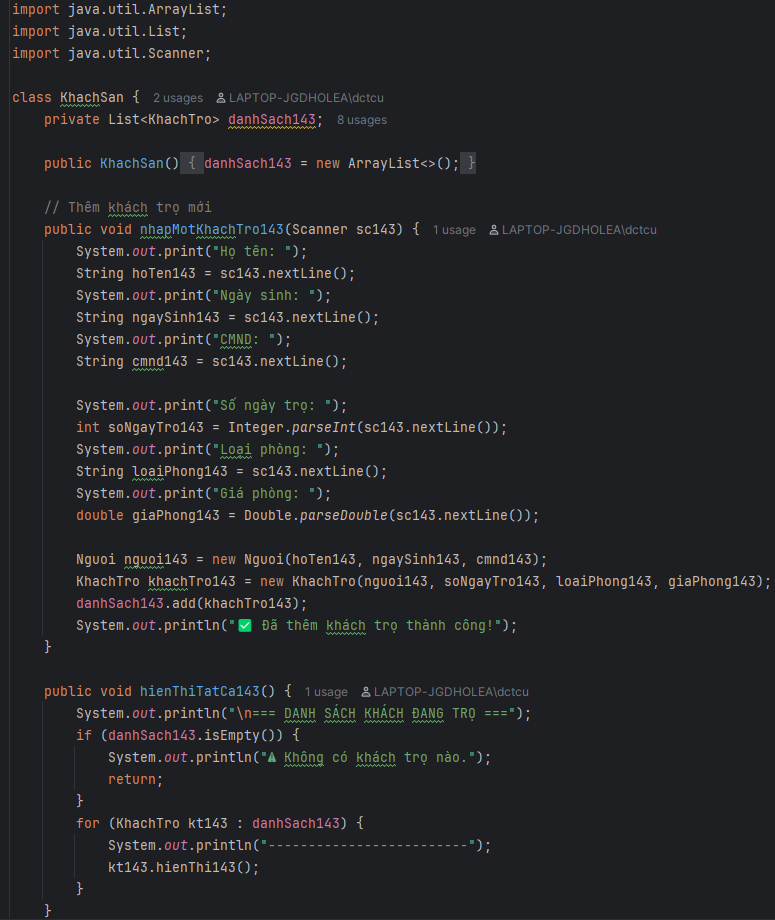 import java.util.ArrayList;
import java.util.List;
import java.util.Scanner;

class KhachSan {  2 usages  LAPTOP-JGDHOLEA\dctcu
    private List<KhachTro> danhSach143;  8 usages

    public KhachSan() { danhSach143 = new ArrayList<>(); }

    // Thêm khách trọ mới
    public void nhapMotKhachTro143(Scanner sc143) {  1 usage  LAPTOP-JGDHOLEA\dctcu
        System.out.print("Họ tên: ");
        String hoTen143 = sc143.nextLine();
        System.out.print("Ngày sinh: ");
        String ngaySinh143 = sc143.nextLine();
        System.out.print("CMND: ");
        String cmnd143 = sc143.nextLine();

        System.out.print("Số ngày trọ: ");
        int soNgayTro143 = Integer.parseInt(sc143.nextLine());
        System.out.print("Loại phòng: ");
        String loaiPhong143 = sc143.nextLine();
        System.out.print("Giá phòng: ");
        double giaPhong143 = Double.parseDouble(sc143.nextLine());

        Nguoi nguoi143 = new Nguoi(hoTen143, ngaySinh143, cmnd143);
        KhachTro khachTro143 = new KhachTro(nguoi143, soNgayTro143, loaiPhong143, giaPhong143);
        danhSach143.add(khachTro143);
        System.out.println("✅ Đã thêm khách trọ thành công!");
    }

    public void hienThiTatCa143() {  1 usage  LAPTOP-JGDHOLEA\dctcu
        System.out.println("\n=== DANH SÁCH KHÁCH ĐANG TRỌ ===");
        if (danhSach143.isEmpty()) {
            System.out.println("⚠ Không có khách trọ nào.");
            return;
        }
        for (KhachTro kt143 : danhSach143) {
            System.out.println("-------------------------");
            kt143.hienThi143();
        }
    }